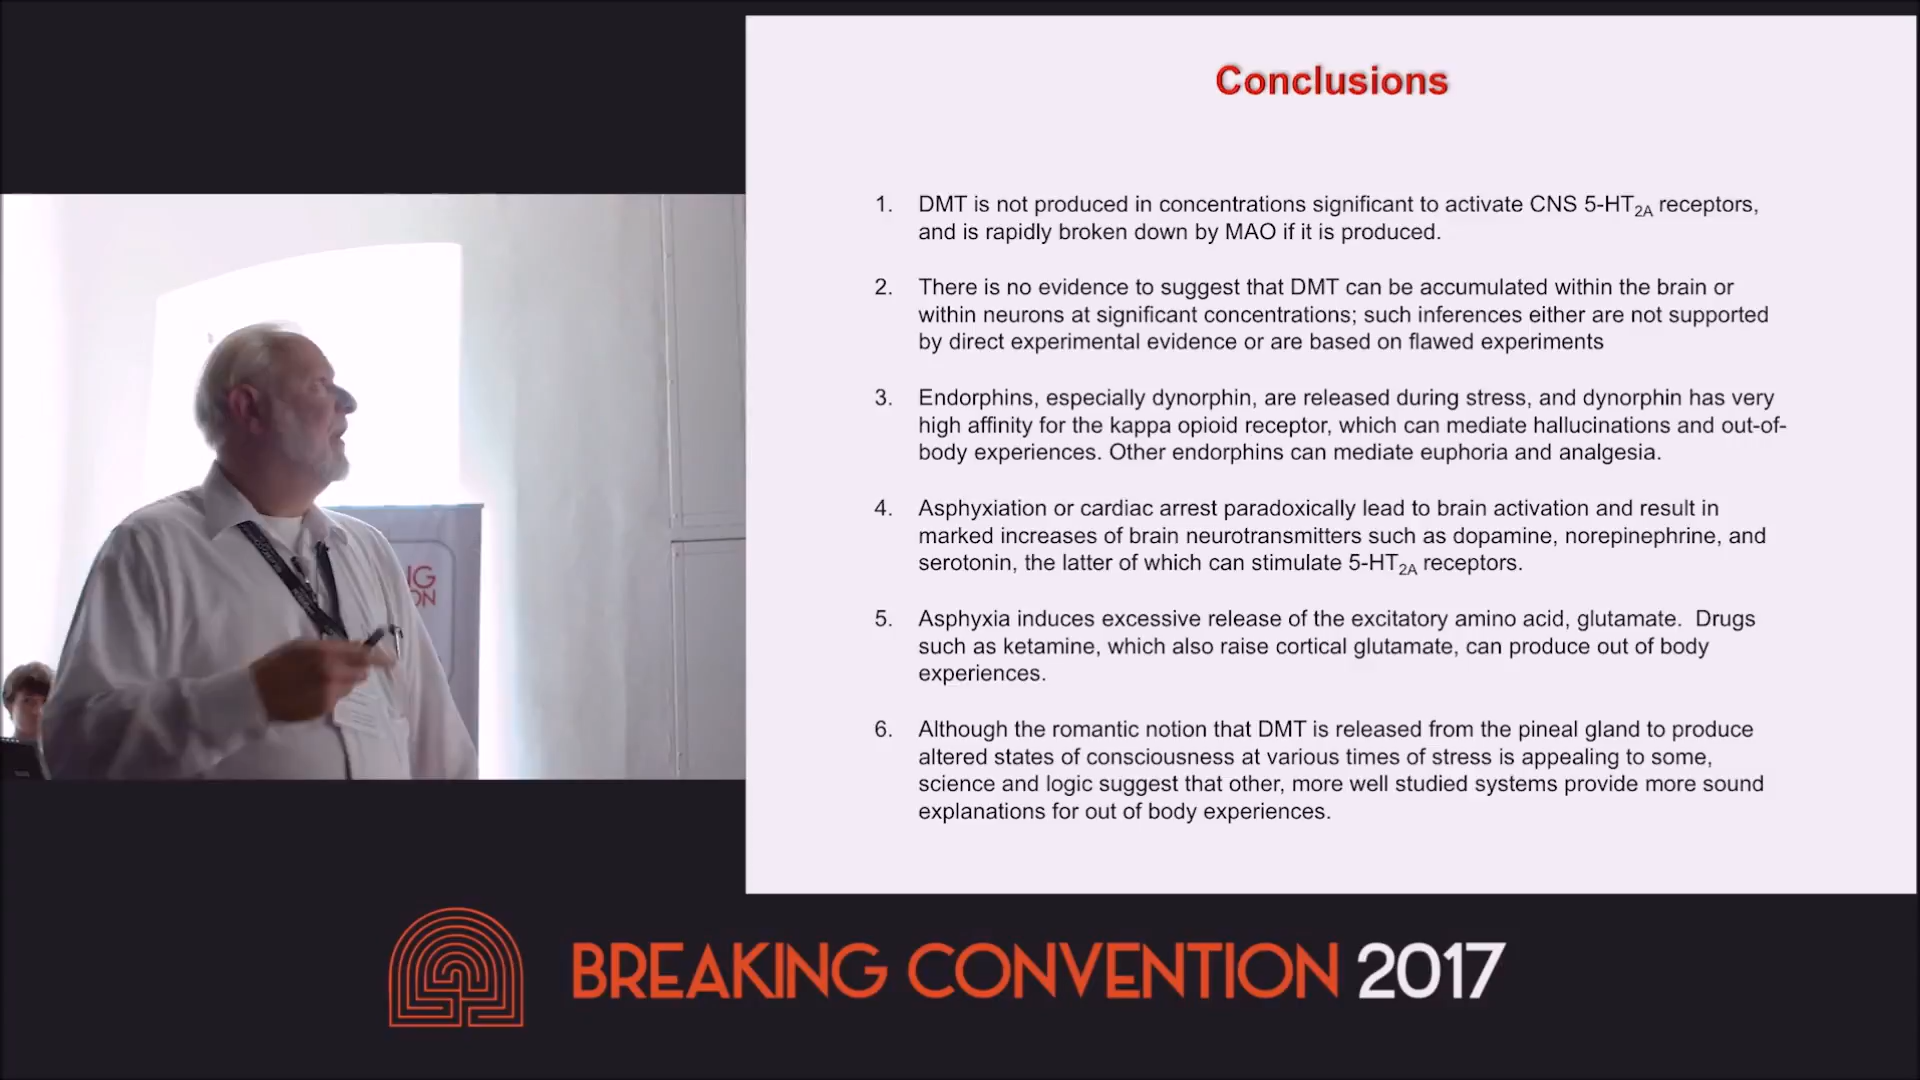 Conclusions
1. DMT is not produced in concentrations significant to activate CNS 5-HT2A receptors,
and is rapidly broken down by MAO if it is produced.
2. There is no evidence to suggest that DMT can be accumulated within the brain or
within neurons at significant concentrations; such inferences either are not supported
by direct experimental evidence or are based on flawed experiments
3. Endorphins, especially dynorphin, are released during stress, and dynorphin has very
high affinity for the kappa opioid receptor, which can mediate hallucinations and out-of-
body experiences. Other endorphins can mediate euphoria and analgesia.
4. Asphyxiation or cardiac arrest paradoxically lead to brain activation and result in
marked increases of brain neurotransmitters such as dopamine, norepinephrine, and
serotonin, the latter of which can stimulate 5-HT2A receptors.
5. Asphyxia induces excessive release of the excitatory amino acid, glutamate.  Drugs
such as ketamine, which also raise cortical glutamate, can produce out of body
experiences.
6. Although the romantic notion that DMT is released from the pineal gland to produce
altered states of consciousness at various times of stress is appealing to some,
science and logic suggest that other, more well studied systems provide more sound
explanations for out of body experiences.
NG
ON
BREAKING CONVENTION 2017